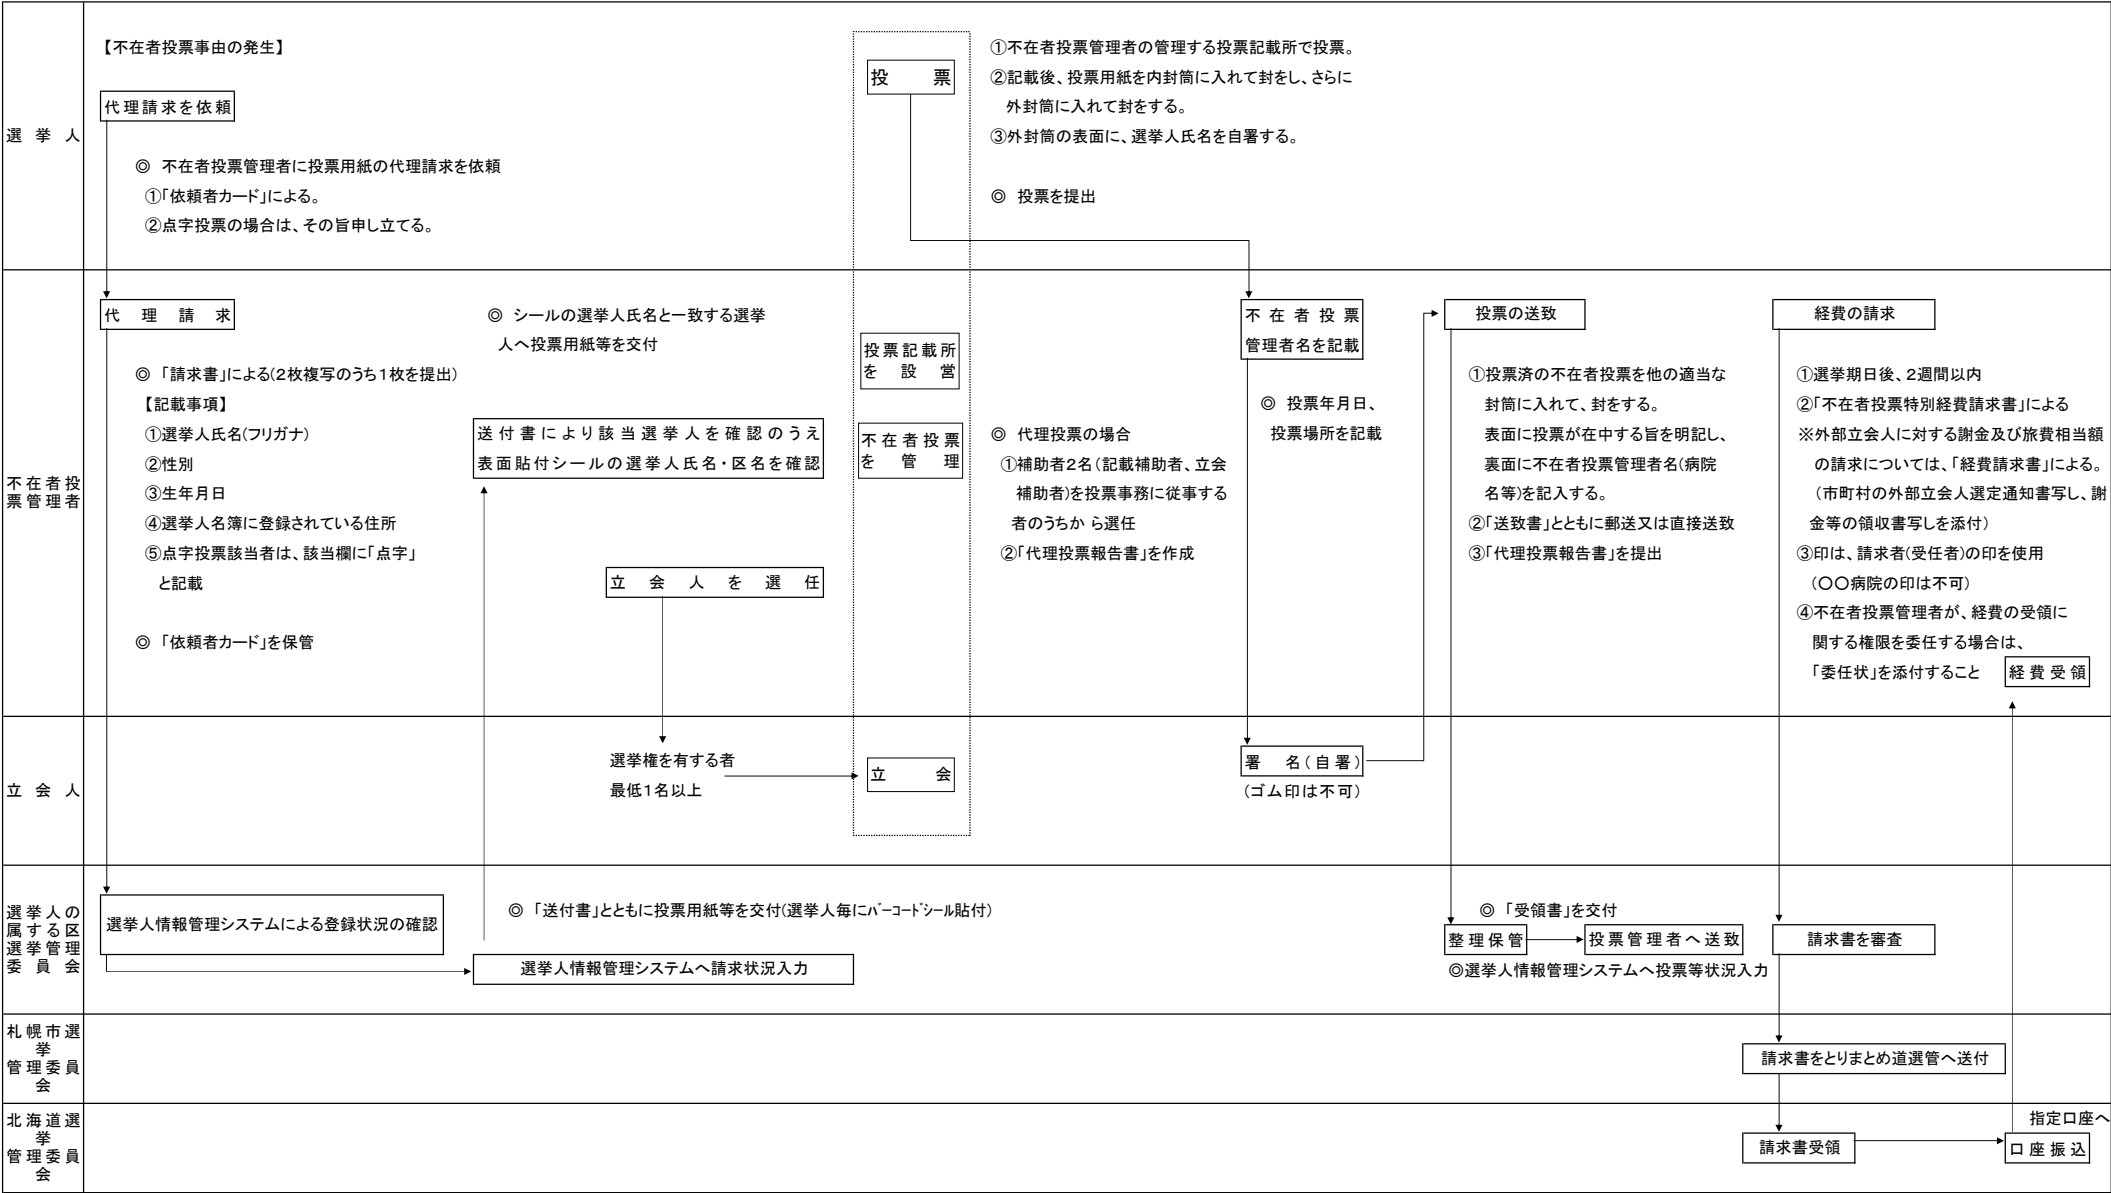 選挙人
【不在者投票事由の発生】
代理請求を依頼
◎ 不在者投票管理者に投票用紙の代理請求を依頼
①「依頼者カード」による。
②点字投票の場合は、その旨申し立てる。
投　票
①不在者投票管理者の管理する投票記載所で投票。
②記載後、投票用紙を内封筒に入れて封をし、さらに
外封筒に入れて封をする。
③外封筒の表面に、選挙人氏名を自署する。
◎ 投票を提出
不在者投
票管理者
代理請求
◎ 「請求書」による(2枚複写のうち1枚を提出)
【記載事項】
①選挙人氏名(フリガナ)
②性別
③生年月日
④選挙人名簿に登録されている住所
⑤点字投票該当者は、該当欄に「点字」
と記載
◎ 「依頼者カード」を保管
◎ シールの選挙人氏名と一致する選挙
人へ投票用紙等を交付
送付書により該当選挙人を確認のうえ
表面貼付シールの選挙人氏名・区名を確認
立会人を選任
投票記載所
を設営
不在者投票
を管理
◎ 代理投票の場合
①補助者2名(記載補助者、立会
補助者)を投票事務に従事する
者のうちか ら選任
②「代理投票報告書」を作成
不在者投票
管理者名を記載
◎ 投票年月日、
投票場所を記載
投票の送致
①投票済の不在者投票を他の適当な
封筒に入れて、封をする。
表面に投票が在中する旨を明記し、
裏面に不在者投票管理者名(病院
名等)を記入する。
②「送致書」とともに郵送又は直接送致
③「代理投票報告書」を提出
経費の請求
①選挙期日後、2週間以内
②「不在者投票特別経費請求書」による
※外部立会人に対する謝金及び旅費相当額
の請求については、「経費請求書」による。
(市町村の外部立会人選定通知書写し、謝
金等の領収書写しを添付)
③印は、請求者(受任者)の印を使用
(〇〇病院の印は不可)
④不在者投票管理者が、経費の受領に
関する権限を委任する場合は、
「委任状」を添付すること
経費受領
立会人
選挙権を有する者
最低1名以上
立　会
署　名(自署)
(ゴム印は不可)
選挙人の
属する区
選挙管理
委員会
選挙人情報管理システムによる登録状況の確認
◎ 「送付書」とともに投票用紙等を交付(選挙人毎にﾊﾞｰｺｰﾄﾞｼｰﾙ貼付)
選挙人情報管理システムへ請求状況入力
◎ 「受領書」を交付
整理保管
投票管理者へ送致
◎選挙人情報管理システムへ投票等状況入力
請求書を審査
札幌市選
挙
管理委員
会
請求書をとりまとめ道選管へ送付
北海道選
挙
管理委員
会
請求書受領
指定口座へ
口座振込